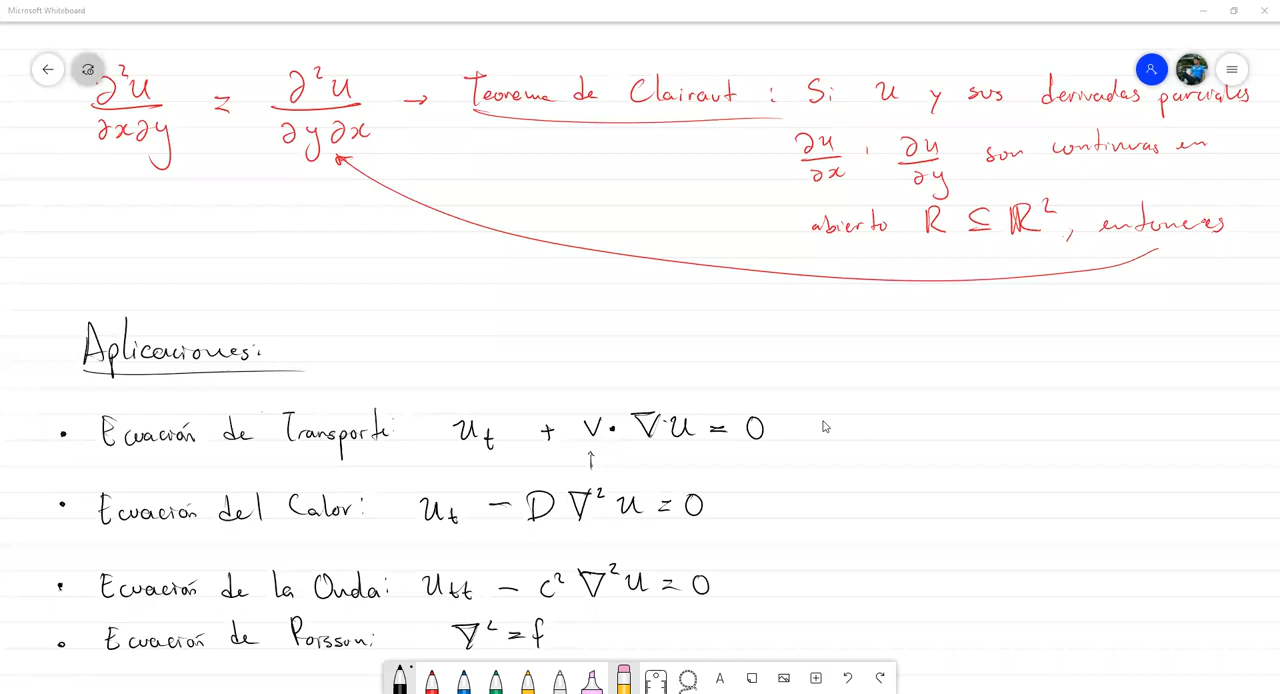 Microsoft Whiteboard
∂²u/∂x∂y = ∂²u/∂y∂x → Teorema de Clairaut : Si u y sus derivadas parciales
∂u/∂x , ∂u/∂y son continuas en
abierto R ⊆ ℝ², entonces
Aplicaciones:
• Ecuación de Transporte: u_t + V • ∇·u = 0
↑
• Ecuación del Calor: u_t − D ∇² u = 0
• Ecuación de la Onda: u_tt − c² ∇² u = 0
• Ecuación de Poisson: ∇² = f
A